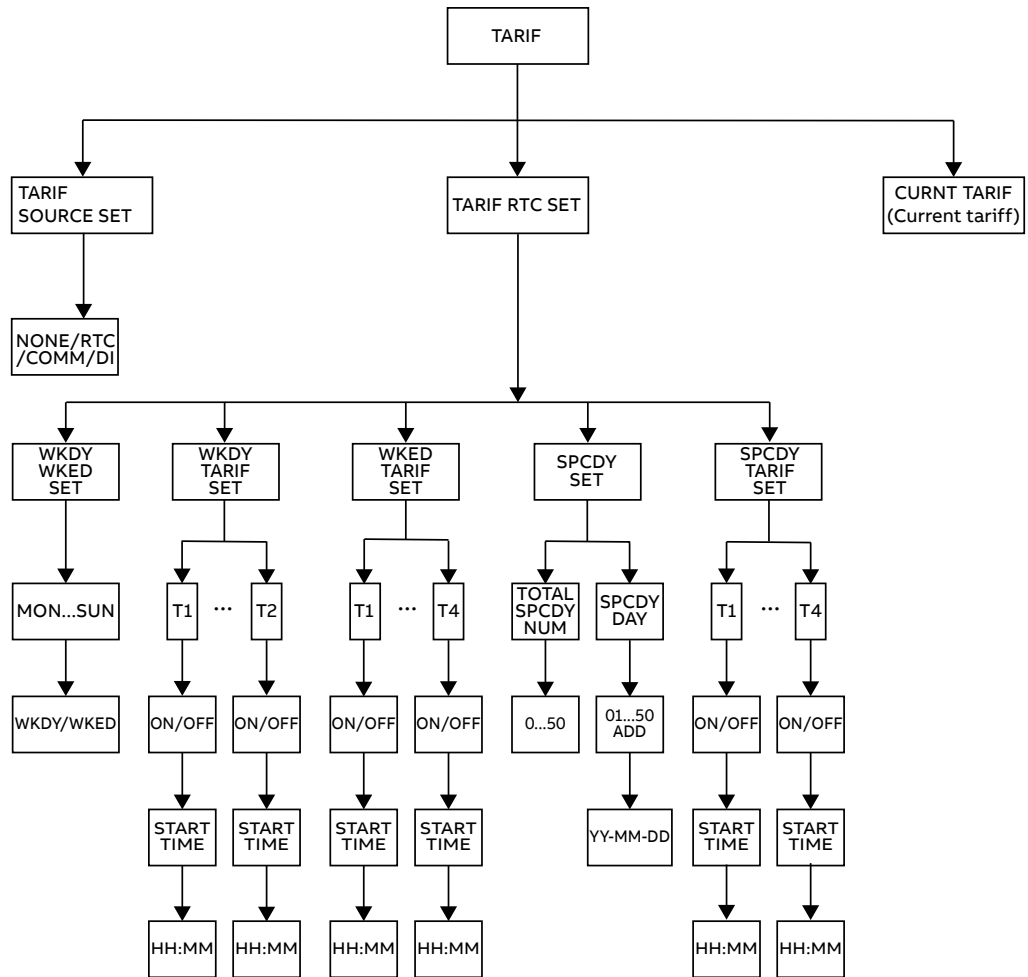 TARIF
TARIF
SOURCE SET
TARIF RTC SET
CURNT TARIF
(Current tariff)
NONE/RTC
/COMM/DI
WKDY
WKED
SET
WKDY
TARIF
SET
WKED
TARIF
SET
SPCDY
SET
SPCDY
TARIF
SET
MON...SUN
T1
...
T2
T1
...
T4
TOTAL
SPCDY
NUM
SPCDY
DAY
T1
...
T4
WKDY/WKED
ON/OFF
ON/OFF
ON/OFF
ON/OFF
0...50
01...50
ADD
ON/OFF
ON/OFF
START
TIME
START
TIME
START
TIME
START
TIME
YY-MM-DD
START
TIME
START
TIME
HH:MM
HH:MM
HH:MM
HH:MM
HH:MM
HH:MM